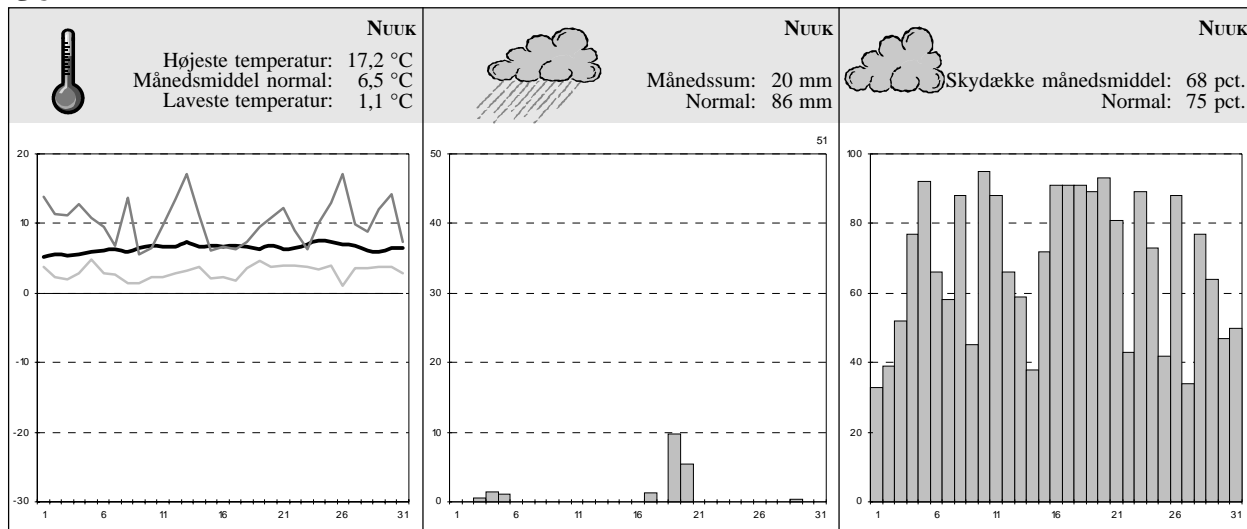 NUUK
Højeste temperatur: 17,2 °C
Månedsmiddel normal: 6,5 °C
Laveste temperatur: 1,1 °C
20
10
0
-10
-20
-30
1 6 11 16 21 26 31
NUUK
Månedssum: 20 mm
Normal: 86 mm
51
50
40
30
20
10
0
1 6 11 16 21 26 31
NUUK
Skydække månedsmiddel: 68 pct.
Normal: 75 pct.
100
80
60
40
20
0
1 6 11 16 21 26 31